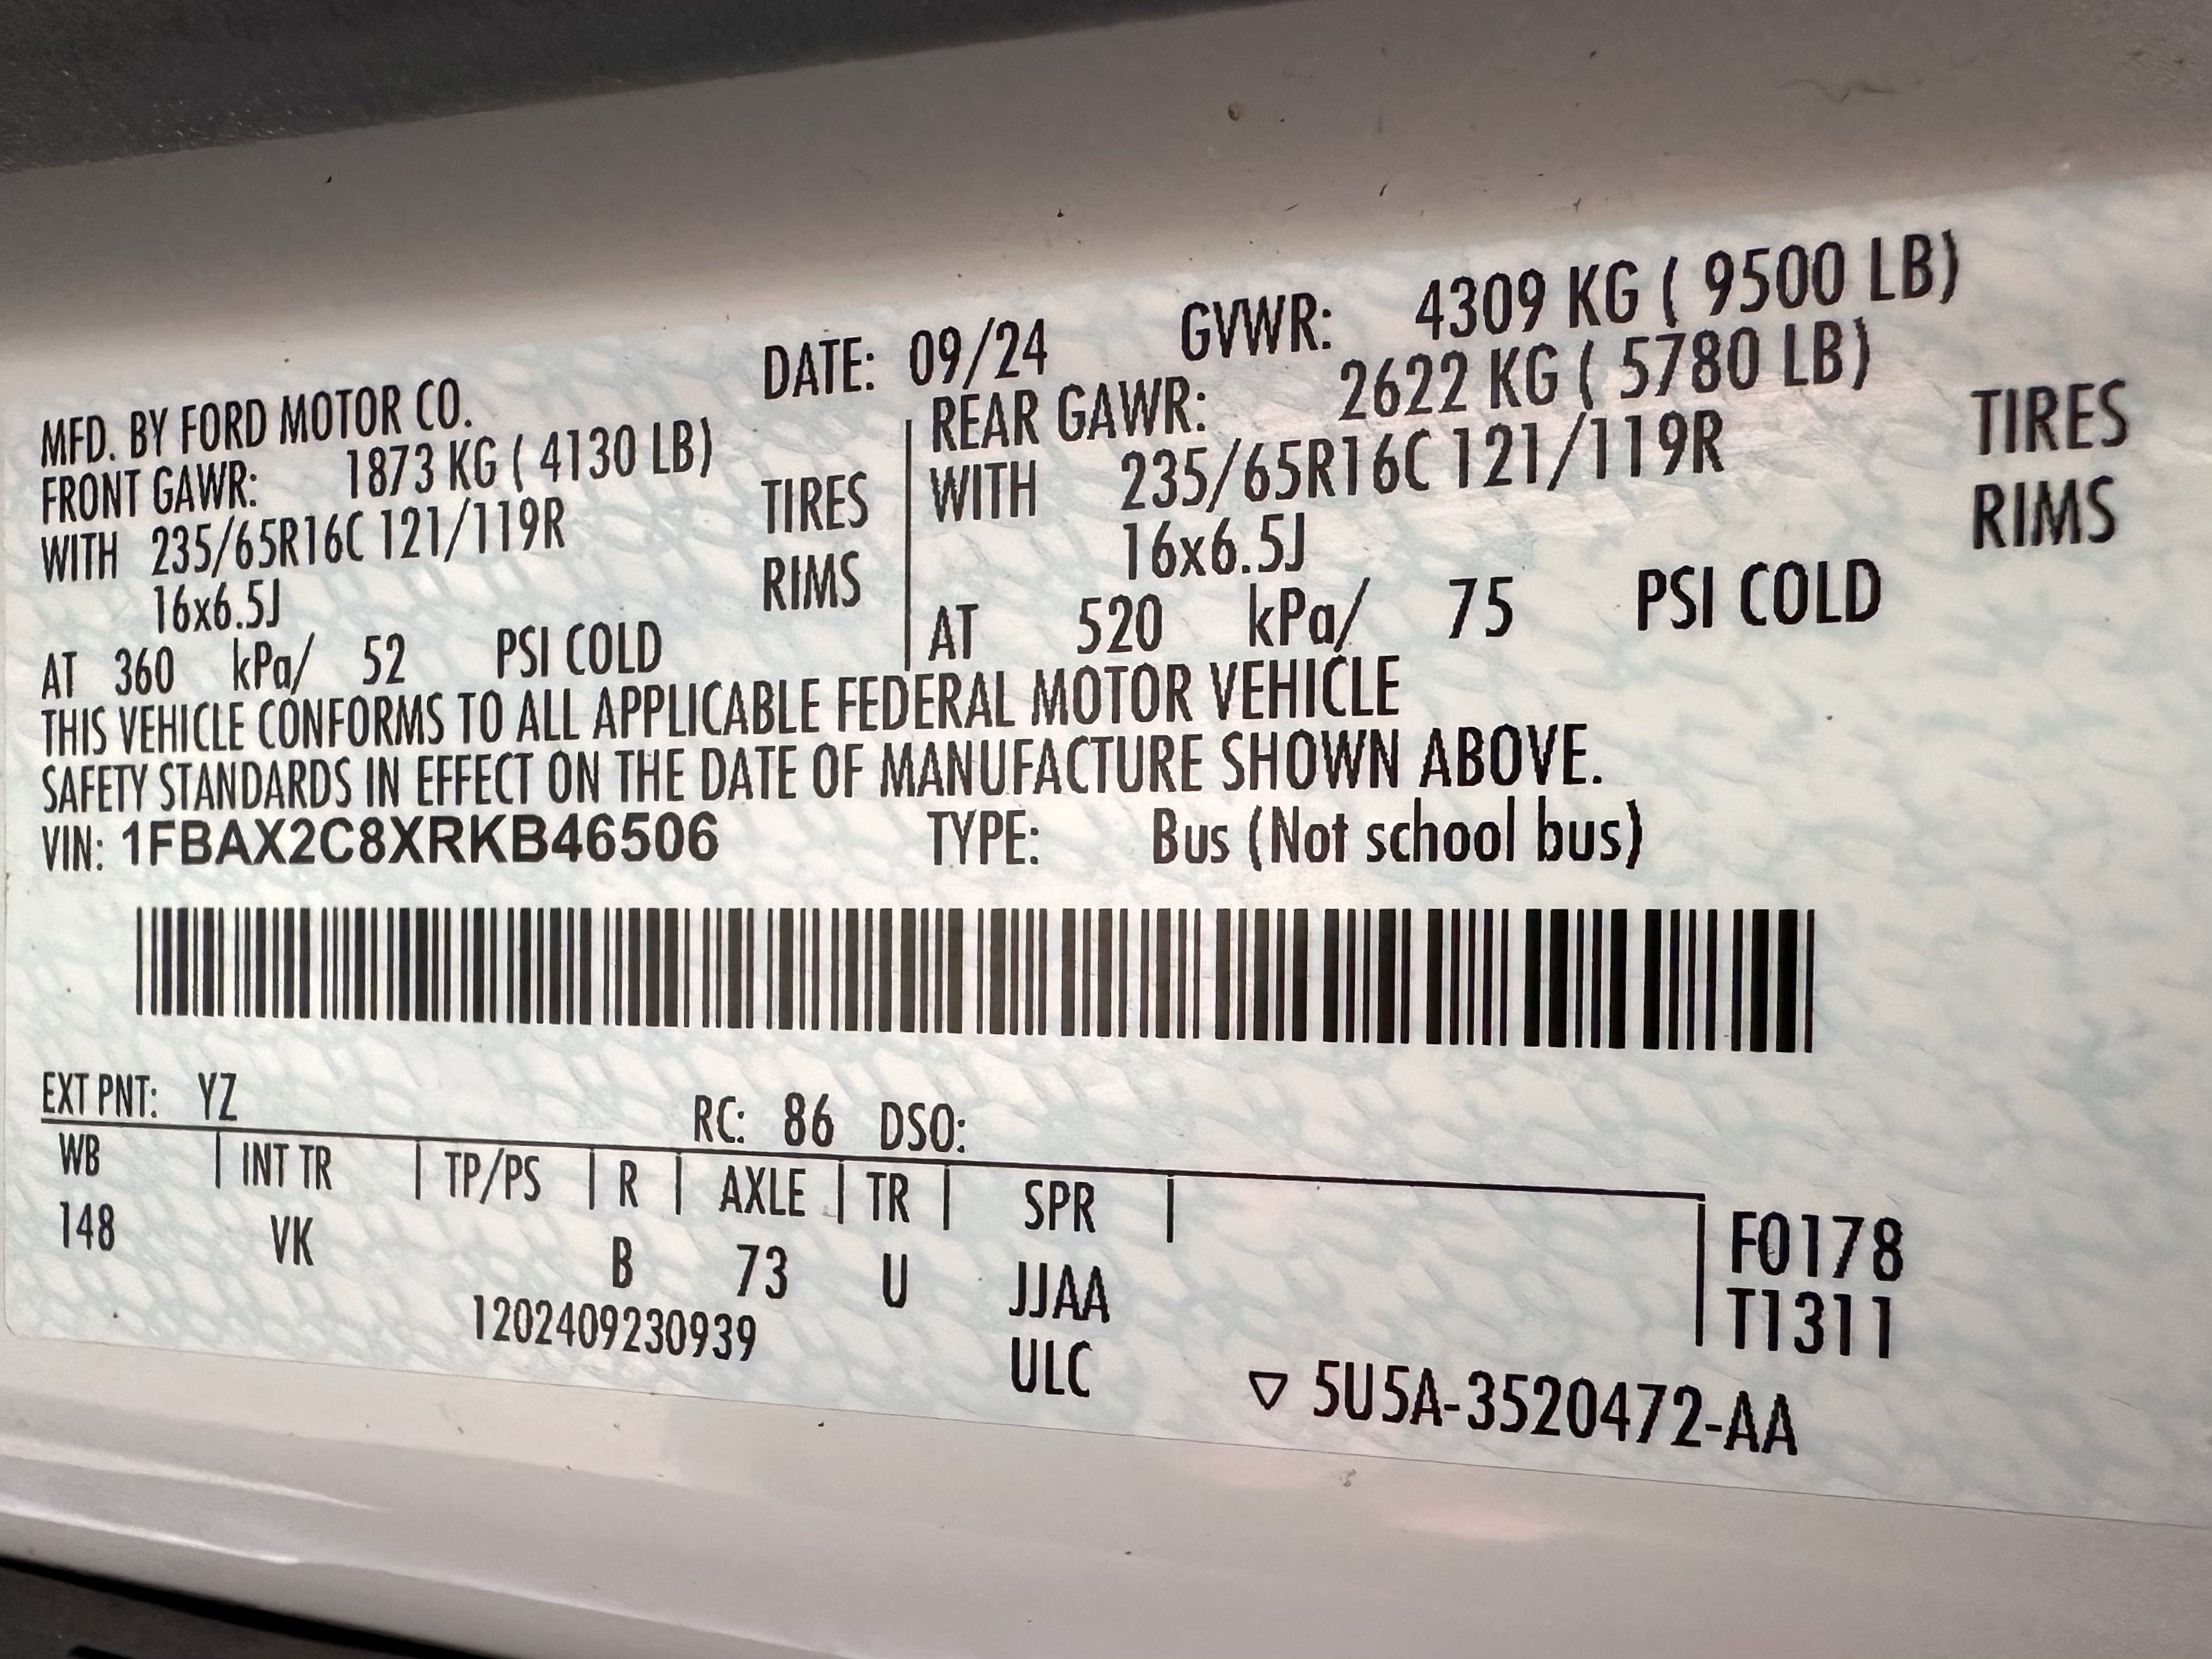 MFD. BY FORD MOTOR CO. DATE: 09/24 GVWR: 4309 KG ( 9500 LB)
FRONT GAWR: 1873 KG ( 4130 LB) REAR GAWR: 2622 KG ( 5780 LB)
WITH 235/65R16C 121/119R TIRES WITH 235/65R16C 121/119R TIRES
16x6.5J RIMS 16x6.5J RIMS
AT 360 kPa/ 52 PSI COLD AT 520 kPa/ 75 PSI COLD
THIS VEHICLE CONFORMS TO ALL APPLICABLE FEDERAL MOTOR VEHICLE
SAFETY STANDARDS IN EFFECT ON THE DATE OF MANUFACTURE SHOWN ABOVE.
VIN: 1FBAX2C8XRKB46506 TYPE: Bus (Not school bus)
EXT PNT: YZ RC: 86 DSO:
WB | INT TR | TP/PS | R | AXLE | TR | SPR |
148 VK B 73 U JJAA F0178
1202409230939 ULC T1311
▽ 5U5A-3520472-AA